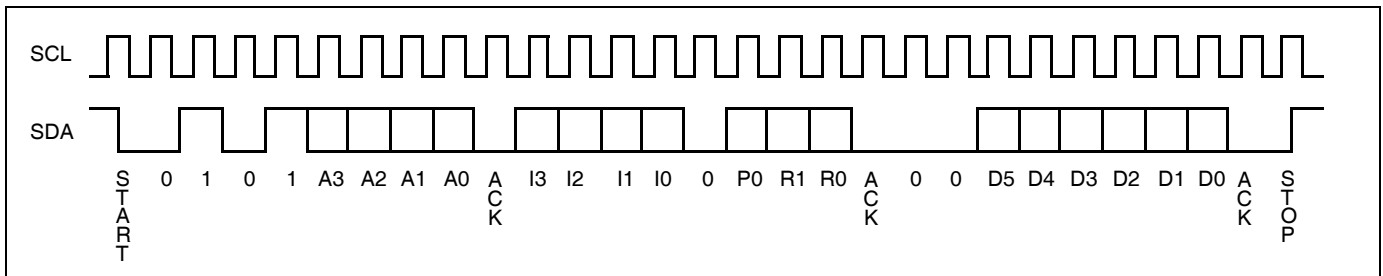 SCL
SDA
START 0 1 0 1 A3 A2 A1 A0 ACK I3 I2 I1 I0 0 P0 R1 R0 ACK 0 0 D5 D4 D3 D2 D1 D0 ACK STOP